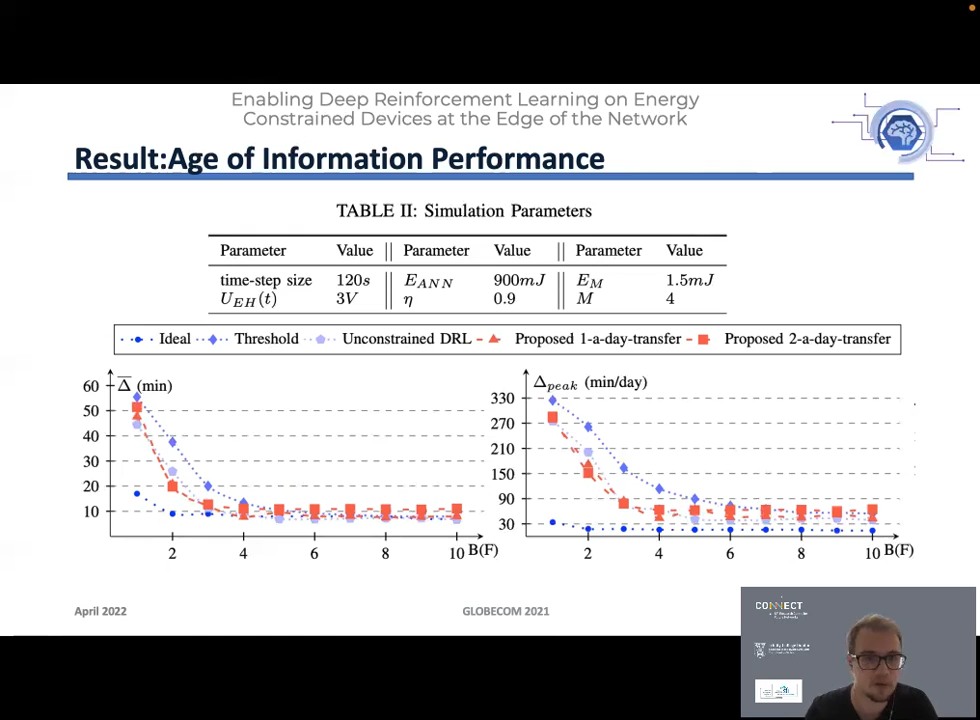 Enabling Deep Reinforcement Learning on Energy
Constrained Devices at the Edge of the Network
Result:Age of Information Performance
TABLE II: Simulation Parameters
Parameter Value Parameter Value Parameter Value
time-step size 120s E_ANN 900mJ E_M 1.5mJ
U_EH(t) 3V η 0.9 M 4
Ideal Threshold Unconstrained DRL Proposed 1-a-day-transfer Proposed 2-a-day-transfer
Δ̅ (min)
60
50
40
30
20
10
2 4 6 8 10 B(F)
Δ_peak (min/day)
330
270
210
150
90
30
2 4 6 8 10 B(F)
April 2022
GLOBECOM 2021
CONNECT